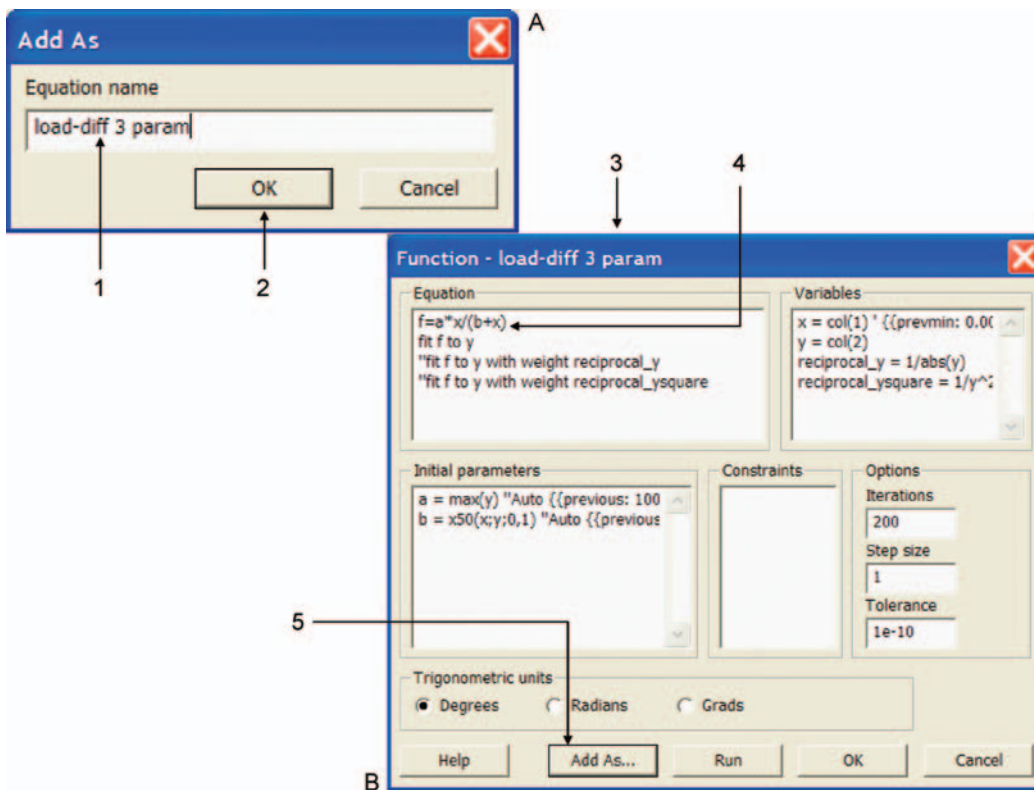 A
Add As
Equation name
load-diff 3 param
OK Cancel
1 2
3 4
Function - load-diff 3 param
Equation
f=a*x/(b+x)
fit f to y
"fit f to y with weight reciprocal_y
"fit f to y with weight reciprocal_ysquare
Variables
x = col(1) ' {{prevmin: 0.00
y = col(2)
reciprocal_y = 1/abs(y)
reciprocal_ysquare = 1/y^2
Initial parameters
a = max(y) "Auto {{previous: 100
b = x50(x;y;0,1) "Auto {{previous
Constraints
Options
Iterations
200
Step size
1
Tolerance
1e-10
5
Trigonometric units
Degrees Radians Grads
Help Add As... Run OK Cancel
B